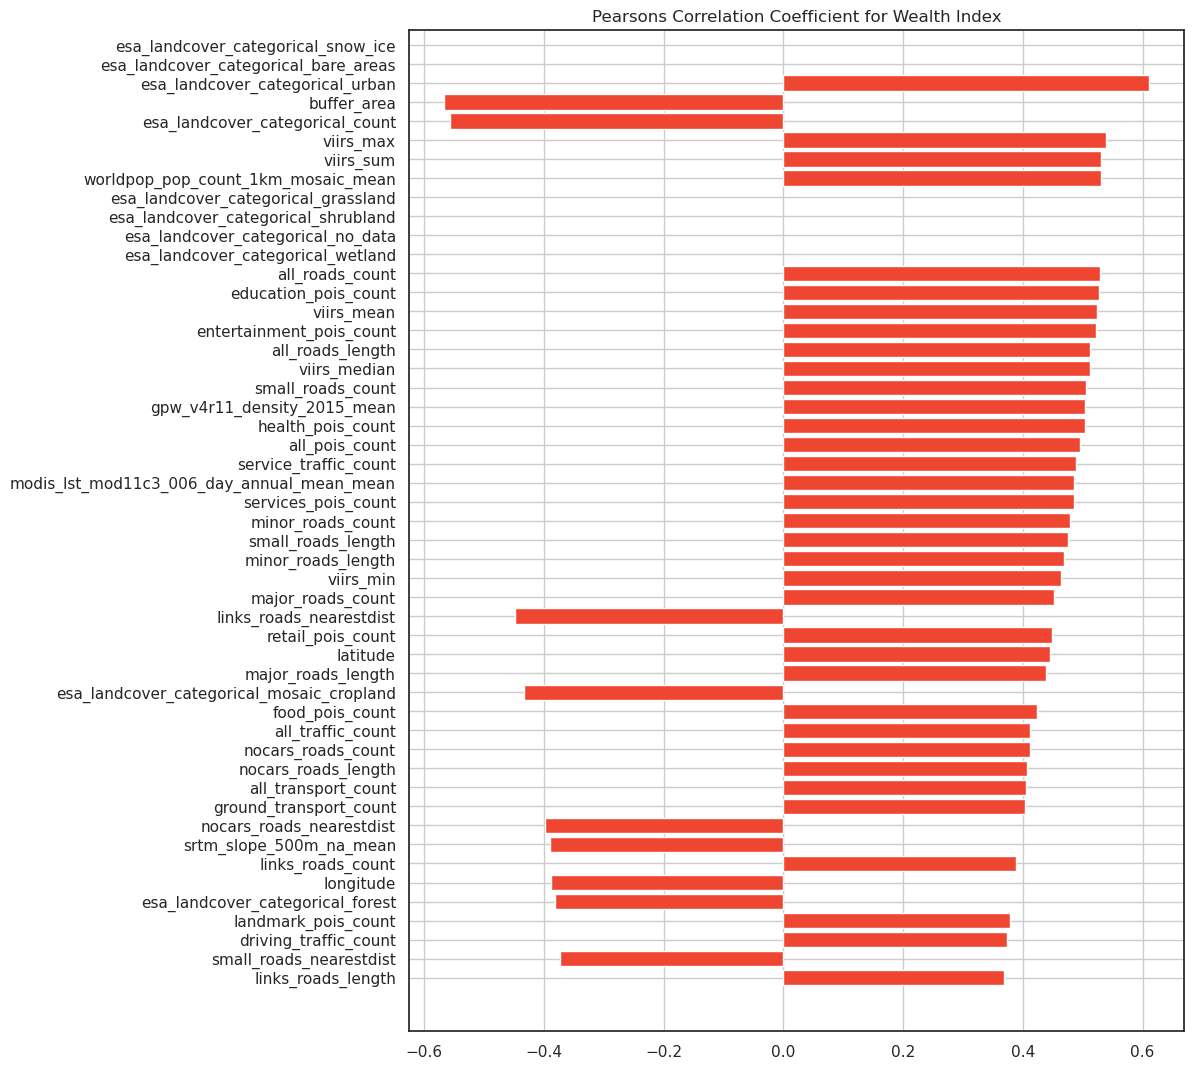 Pearsons Correlation Coefficient for Wealth Index
esa_landcover_categorical_snow_ice
esa_landcover_categorical_bare_areas
esa_landcover_categorical_urban
buffer_area
esa_landcover_categorical_count
viirs_max
viirs_sum
worldpop_pop_count_1km_mosaic_mean
esa_landcover_categorical_grassland
esa_landcover_categorical_shrubland
esa_landcover_categorical_no_data
esa_landcover_categorical_wetland
all_roads_count
education_pois_count
viirs_mean
entertainment_pois_count
all_roads_length
viirs_median
small_roads_count
gpw_v4r11_density_2015_mean
health_pois_count
all_pois_count
service_traffic_count
modis_lst_mod11c3_006_day_annual_mean_mean
services_pois_count
minor_roads_count
small_roads_length
minor_roads_length
viirs_min
major_roads_count
links_roads_nearestdist
retail_pois_count
latitude
major_roads_length
esa_landcover_categorical_mosaic_cropland
food_pois_count
all_traffic_count
nocars_roads_count
nocars_roads_length
all_transport_count
ground_transport_count
nocars_roads_nearestdist
srtm_slope_500m_na_mean
links_roads_count
longitude
esa_landcover_categorical_forest
landmark_pois_count
driving_traffic_count
small_roads_nearestdist
links_roads_length
−0.6 −0.4 −0.2 0.0 0.2 0.4 0.6